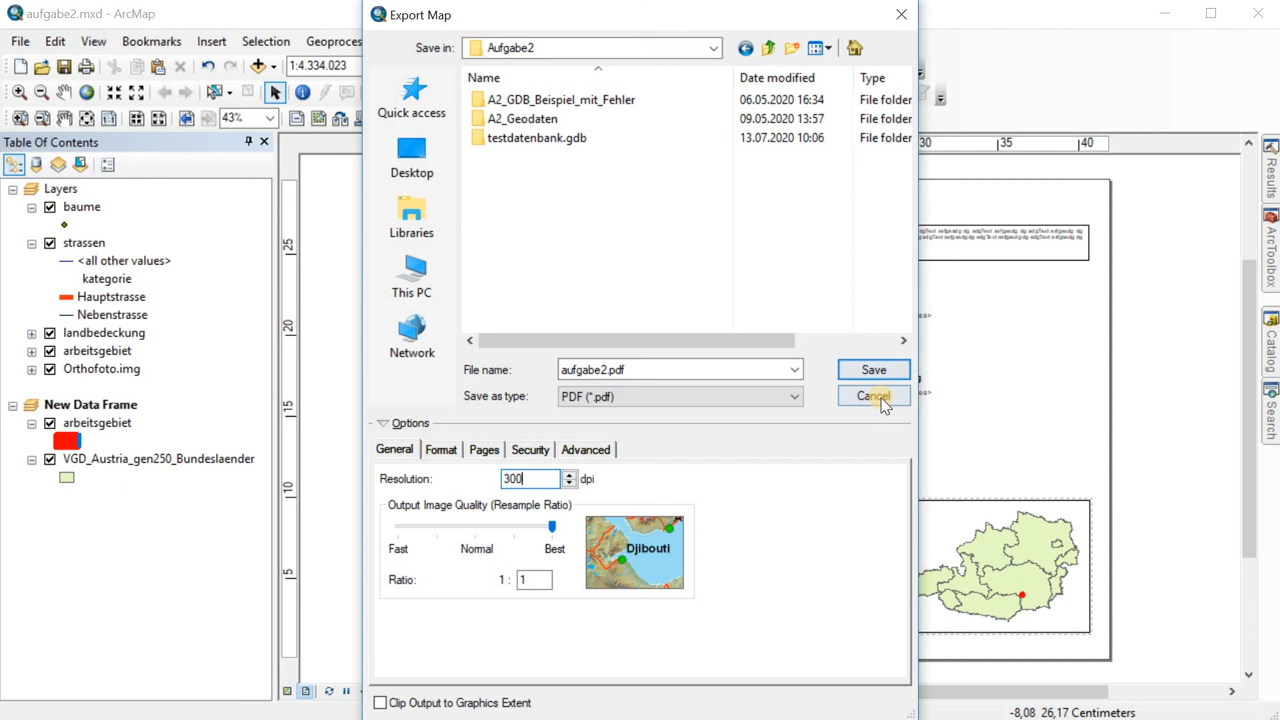 aufgabe2.mxd - ArcMap
Export Map
File Edit View Bookmarks Insert Selection Geoproces
1:4.334.023
43%
Table Of Contents
Layers
baume
strassen
<all other values>
kategorie
Hauptstrasse
Nebenstrasse
landbedeckung
arbeitsgebiet
Orthofoto.img
New Data Frame
arbeitsgebiet
VGD_Austria_gen250_Bundeslaender
25
20
15
10
5
Save in: Aufgabe2
Quick access
Desktop
Libraries
This PC
Network
Name Date modified Type
A2_GDB_Beispiel_mit_Fehler 06.05.2020 16:34 File folder
A2_Geodaten 09.05.2020 13:57 File folder
testdatenbank.gdb 13.07.2020 10:06 File folder
File name: aufgabe2.pdf Save
Save as type: PDF (*.pdf) Cancel
Options
General Format Pages Security Advanced
Resolution: 300 dpi
Output Image Quality (Resample Ratio)
Fast Normal Best
Ratio: 1 : 1
Djibouti
Clip Output to Graphics Extent
30 35 40
Results
ArcToolbox
Catalog
Search
-8,08 26,17 Centimeters